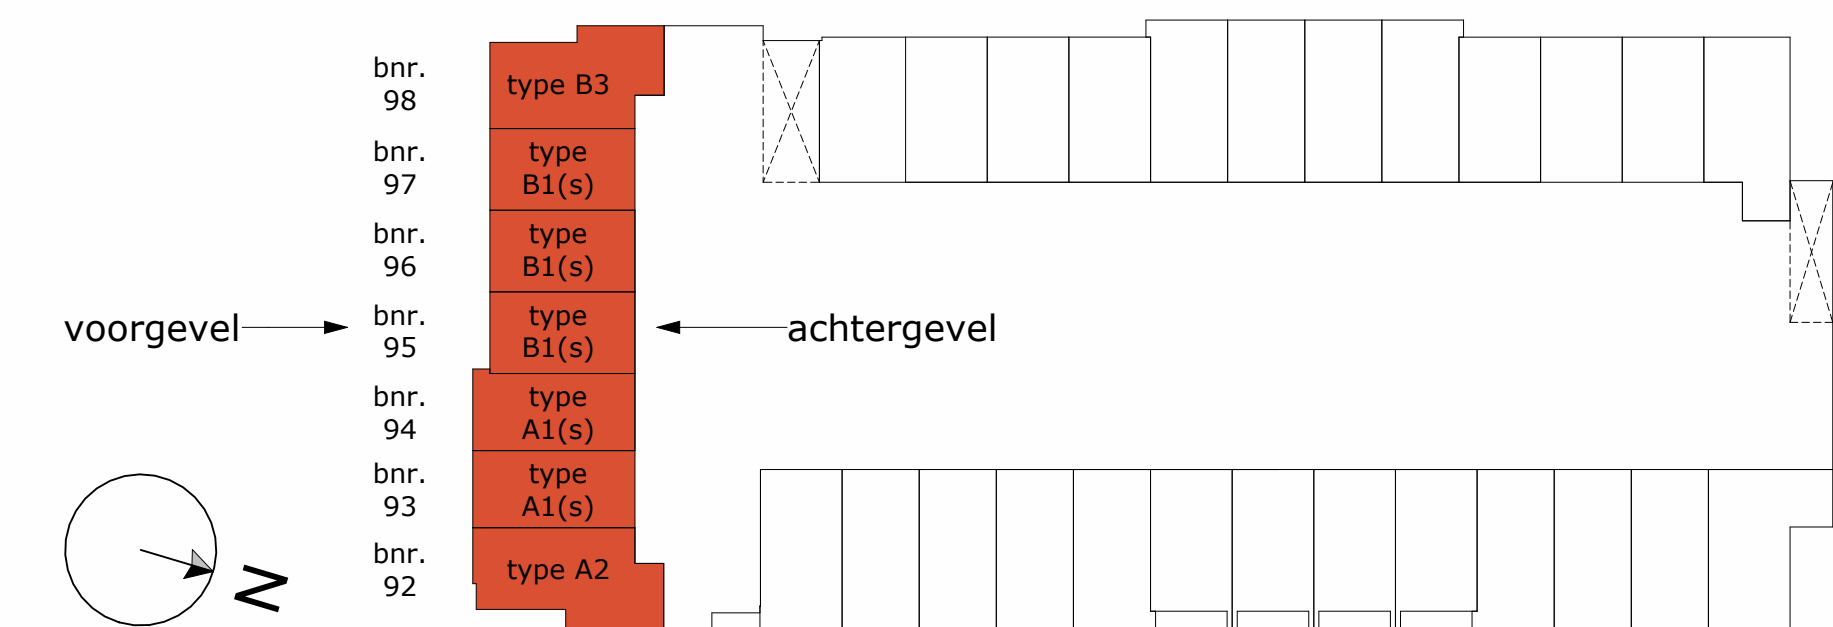 bnr.
98
type B3
bnr.
97
type
B1(s)
bnr.
96
type
B1(s)
voorgevel
bnr.
95
type
B1(s)
achtergevel
bnr.
94
type
A1(s)
bnr.
93
type
A1(s)
bnr.
92
type A2
N